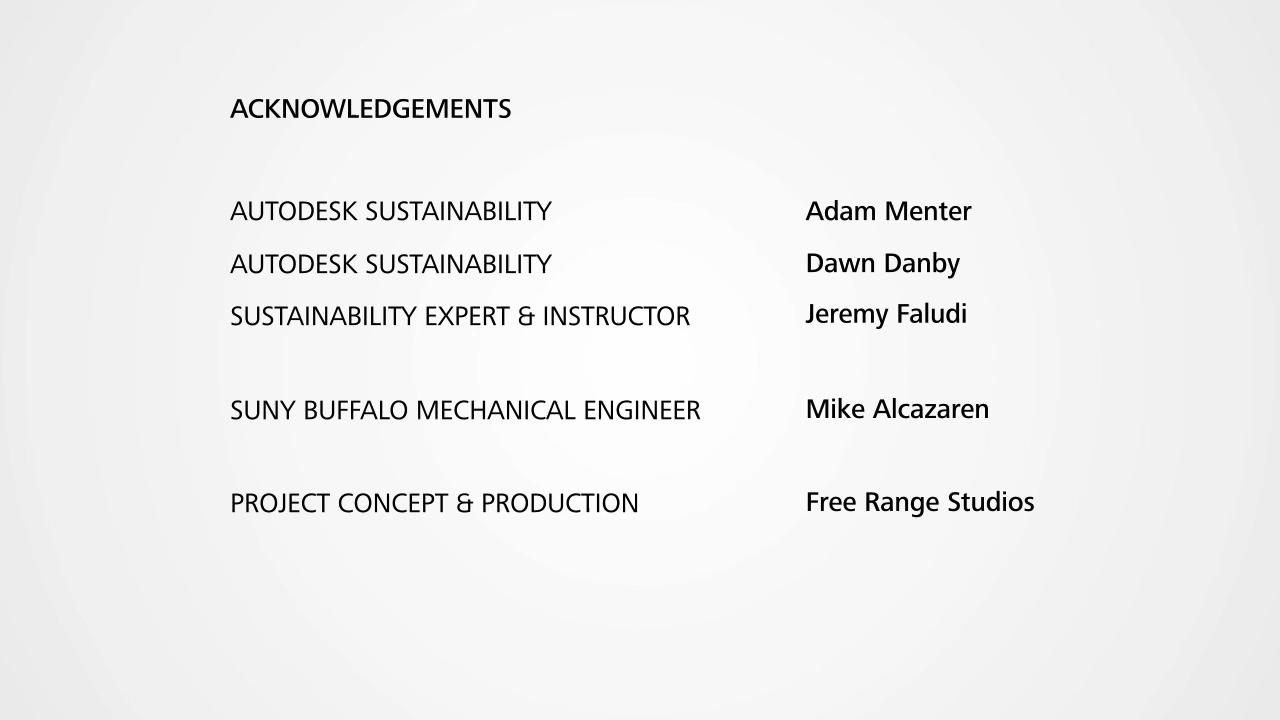 ACKNOWLEDGEMENTS
AUTODESK SUSTAINABILITY Adam Menter
AUTODESK SUSTAINABILITY Dawn Danby
SUSTAINABILITY EXPERT & INSTRUCTOR Jeremy Faludi
SUNY BUFFALO MECHANICAL ENGINEER Mike Alcazaren
PROJECT CONCEPT & PRODUCTION Free Range Studios